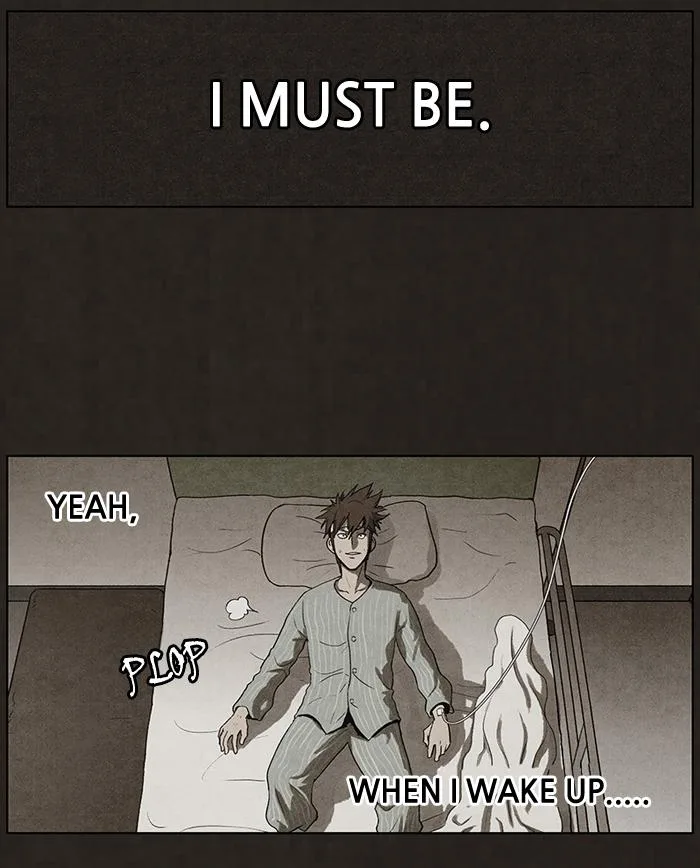 I MUST BE.
YEAH,
PLOP
WHEN I WAKE UP.....